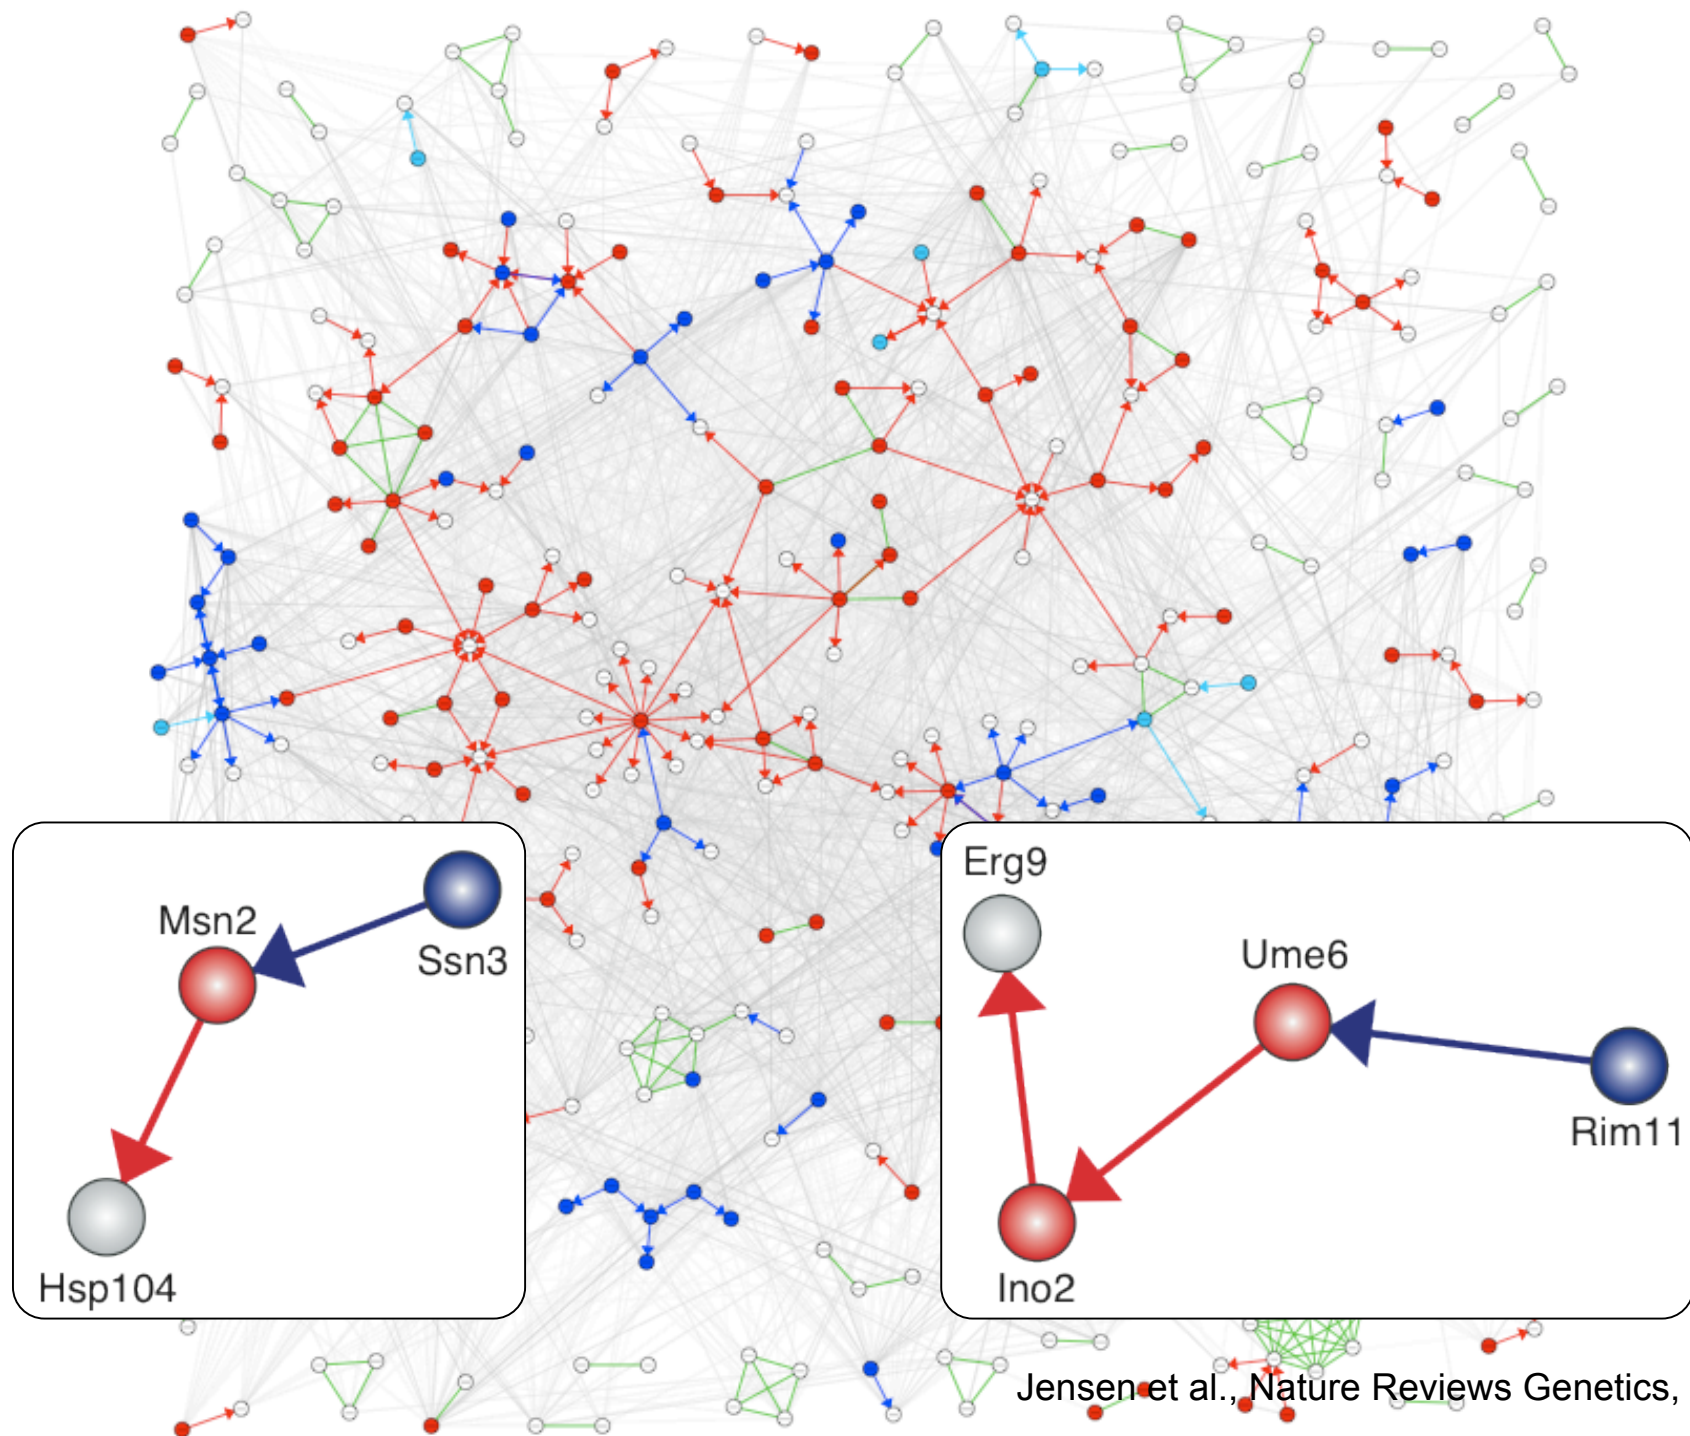 Msn2
Ssn3
Hsp104
Erg9
Ume6
Rim11
Ino2
Jensen et al., Nature Reviews Genetics,